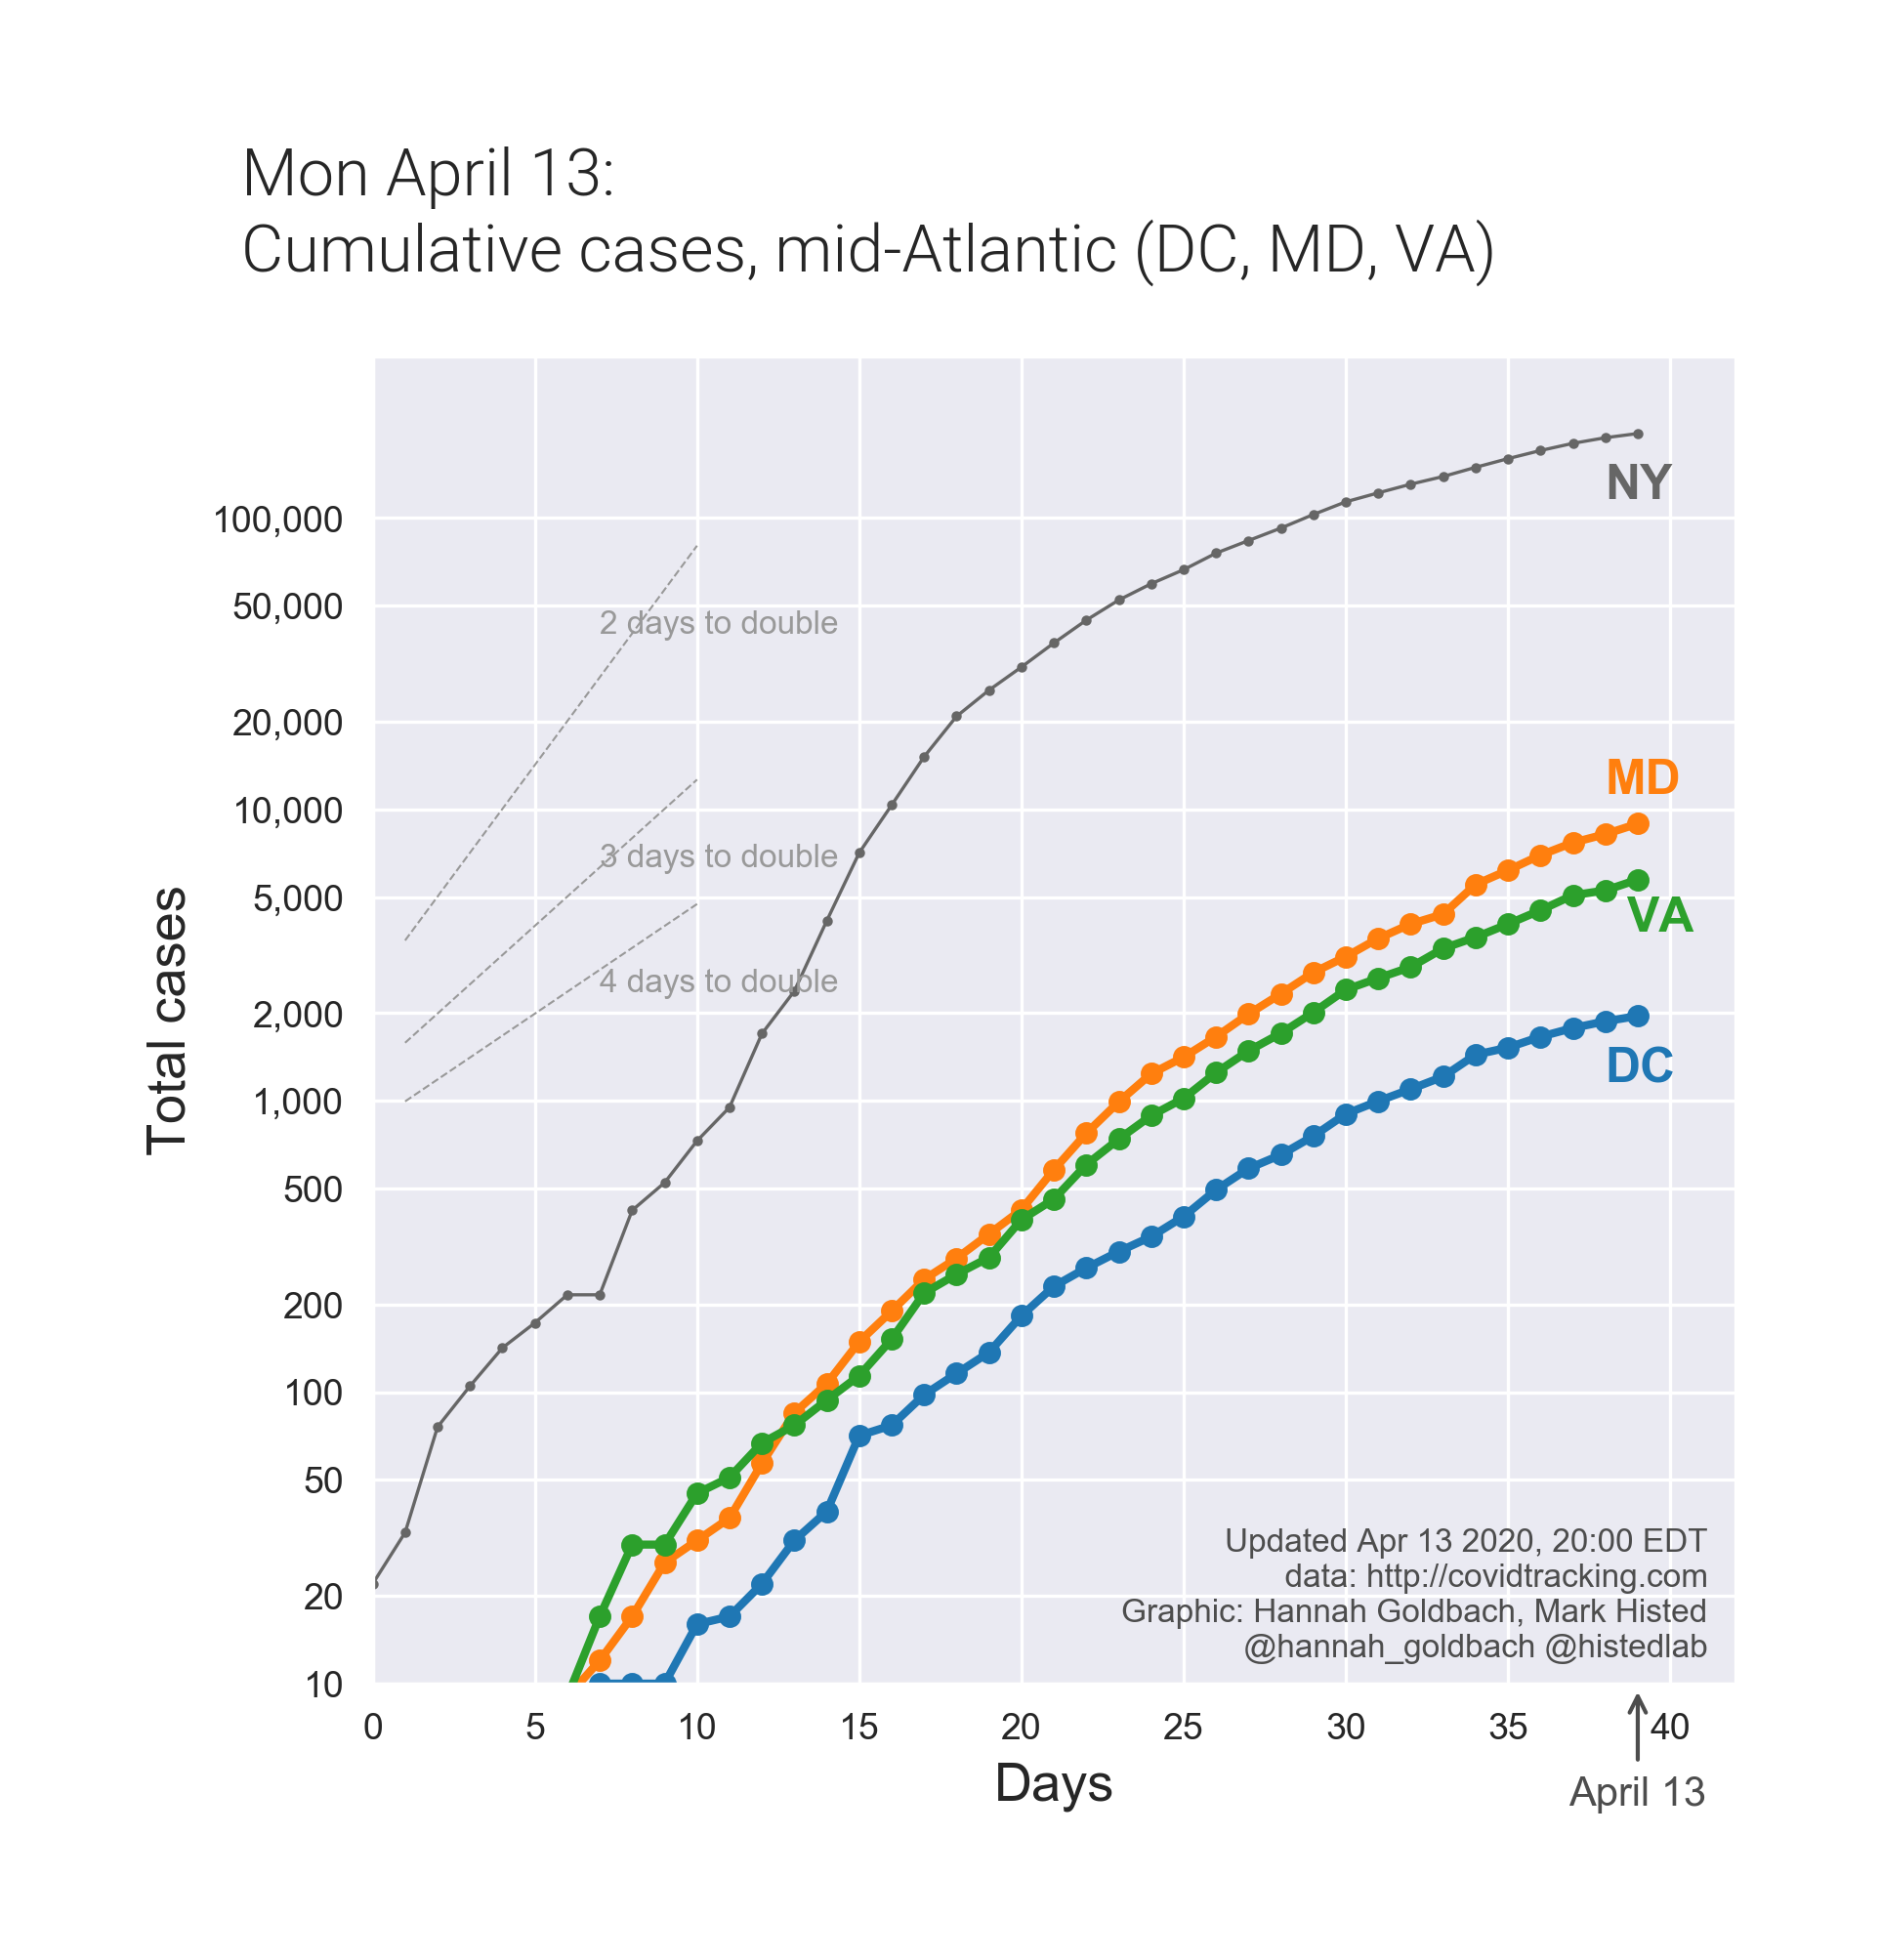 Mon April 13:
Cumulative cases, mid-Atlantic (DC, MD, VA)
Total cases
100,000
50,000
20,000
10,000
5,000
2,000
1,000
500
200
100
50
20
10
2 days to double
3 days to double
4 days to double
NY
MD
VA
DC
Updated Apr 13 2020, 20:00 EDT
data: http://covidtracking.com
Graphic: Hannah Goldbach, Mark Histed
@hannah_goldbach @histedlab
0 5 10 15 20 25 30 35 40
Days
April 13